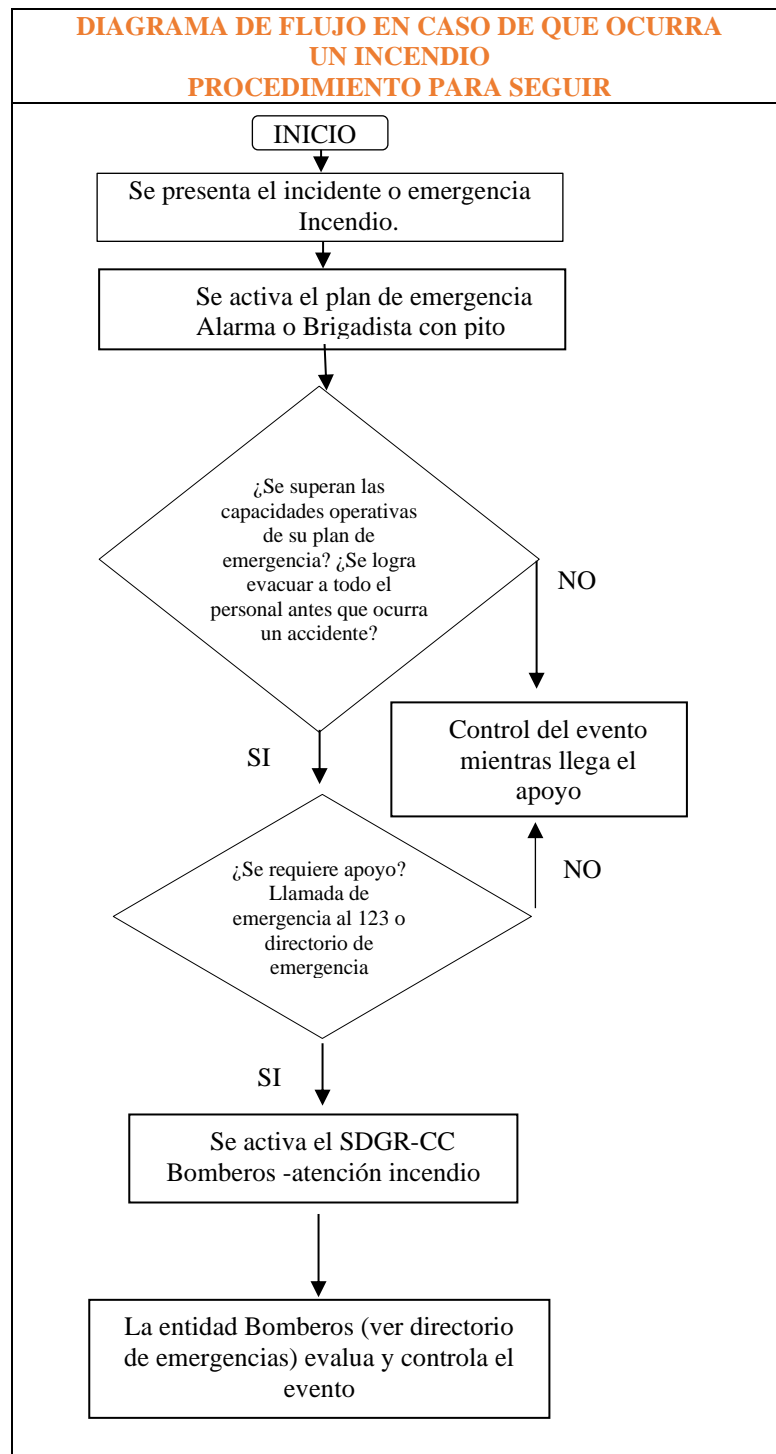 DIAGRAMA DE FLUJO EN CASO DE QUE OCURRA
UN INCENDIO
PROCEDIMIENTO PARA SEGUIR
INICIO
Se presenta el incidente o emergencia
Incendio.
Se activa el plan de emergencia
Alarma o Brigadista con pito
¿Se superan las
capacidades operativas
de su plan de
emergencia? ¿Se logra
evacuar a todo el
personal antes que ocurra
un accidente?
NO
Control del evento
mientras llega el
apoyo
SI
¿Se requiere apoyo?
Llamada de
emergencia al 123 o
directorio de
emergencia
NO
SI
Se activa el SDGR-CC
Bomberos -atención incendio
La entidad Bomberos (ver directorio
de emergencias) evalua y controla el
evento